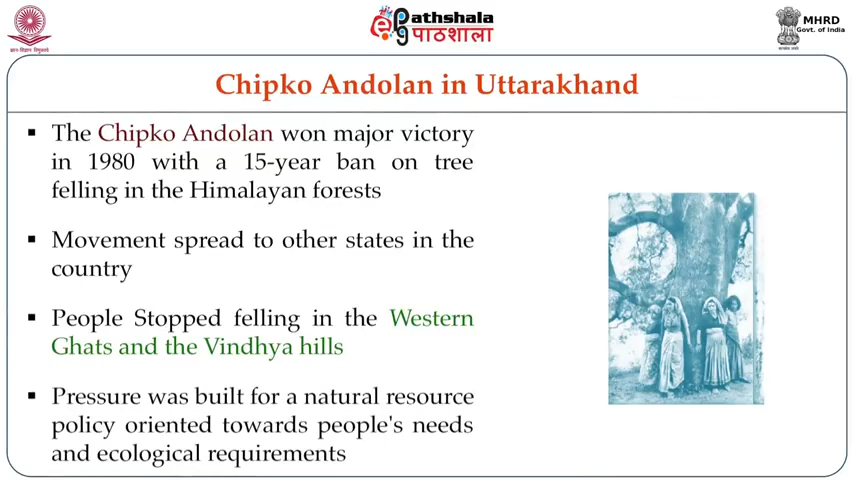 ePathshala
पाठशाला
MHRD
Govt. of India
Chipko Andolan in Uttarakhand
▪ The Chipko Andolan won major victory
in 1980 with a 15-year ban on tree
felling in the Himalayan forests
▪ Movement spread to other states in the
country
▪ People Stopped felling in the Western
Ghats and the Vindhya hills
▪ Pressure was built for a natural resource
policy oriented towards people's needs
and ecological requirements